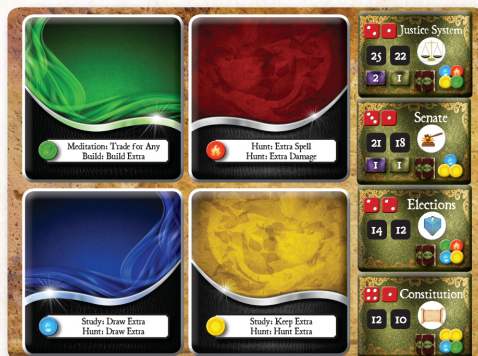 Meditation: Trade for Any
Build: Build Extra
Hunt: Extra Spell
Hunt: Extra Damage
Study: Draw Extra
Hunt: Draw Extra
Study: Keep Extra
Hunt: Hunt Extra
Justice System
25 22
2 1
Senate
21 18
1 1
Elections
14 12
Constitution
12 10